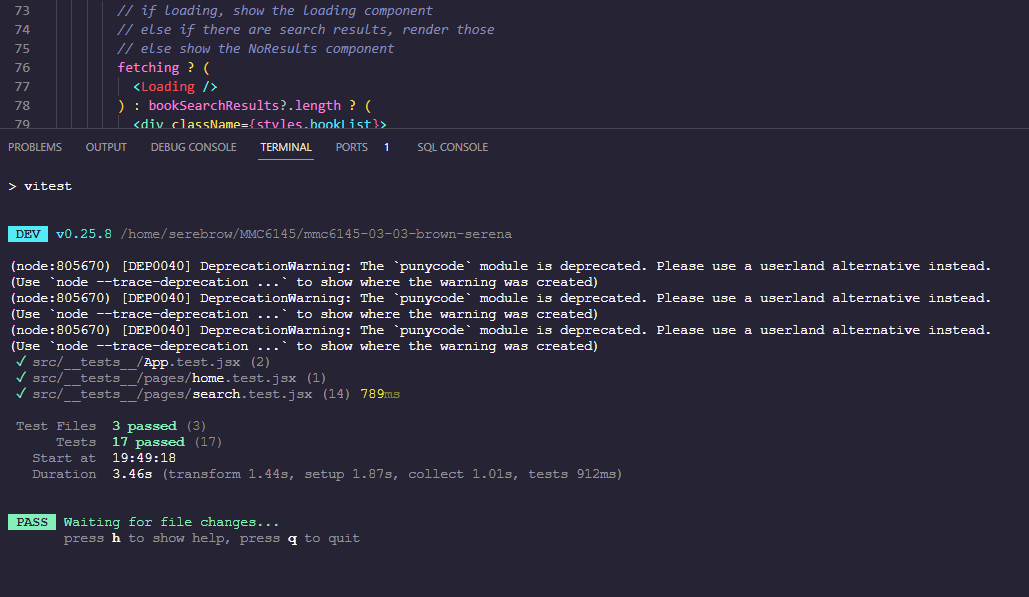 73 // if loading, show the loading component
74 // else if there are search results, render those
75 // else show the NoResults component
76 fetching ? (
77 <Loading />
78 ) : bookSearchResults?.length ? (
79 <div className={styles.bookList}>
PROBLEMS OUTPUT DEBUG CONSOLE TERMINAL PORTS 1 SQL CONSOLE
> vitest
DEV v0.25.8 /home/serebrow/MMC6145/mmc6145-03-03-brown-serena
(node:805670) [DEP0040] DeprecationWarning: The `punycode` module is deprecated. Please use a userland alternative instead.
(Use `node --trace-deprecation ...` to show where the warning was created)
(node:805670) [DEP0040] DeprecationWarning: The `punycode` module is deprecated. Please use a userland alternative instead.
(Use `node --trace-deprecation ...` to show where the warning was created)
(node:805670) [DEP0040] DeprecationWarning: The `punycode` module is deprecated. Please use a userland alternative instead.
(Use `node --trace-deprecation ...` to show where the warning was created)
✓ src/__tests__/App.test.jsx (2)
✓ src/__tests__/pages/home.test.jsx (1)
✓ src/__tests__/pages/search.test.jsx (14) 789ms
Test Files 3 passed (3)
Tests 17 passed (17)
Start at 19:49:18
Duration 3.46s (transform 1.44s, setup 1.87s, collect 1.01s, tests 912ms)
PASS Waiting for file changes...
press h to show help, press q to quit